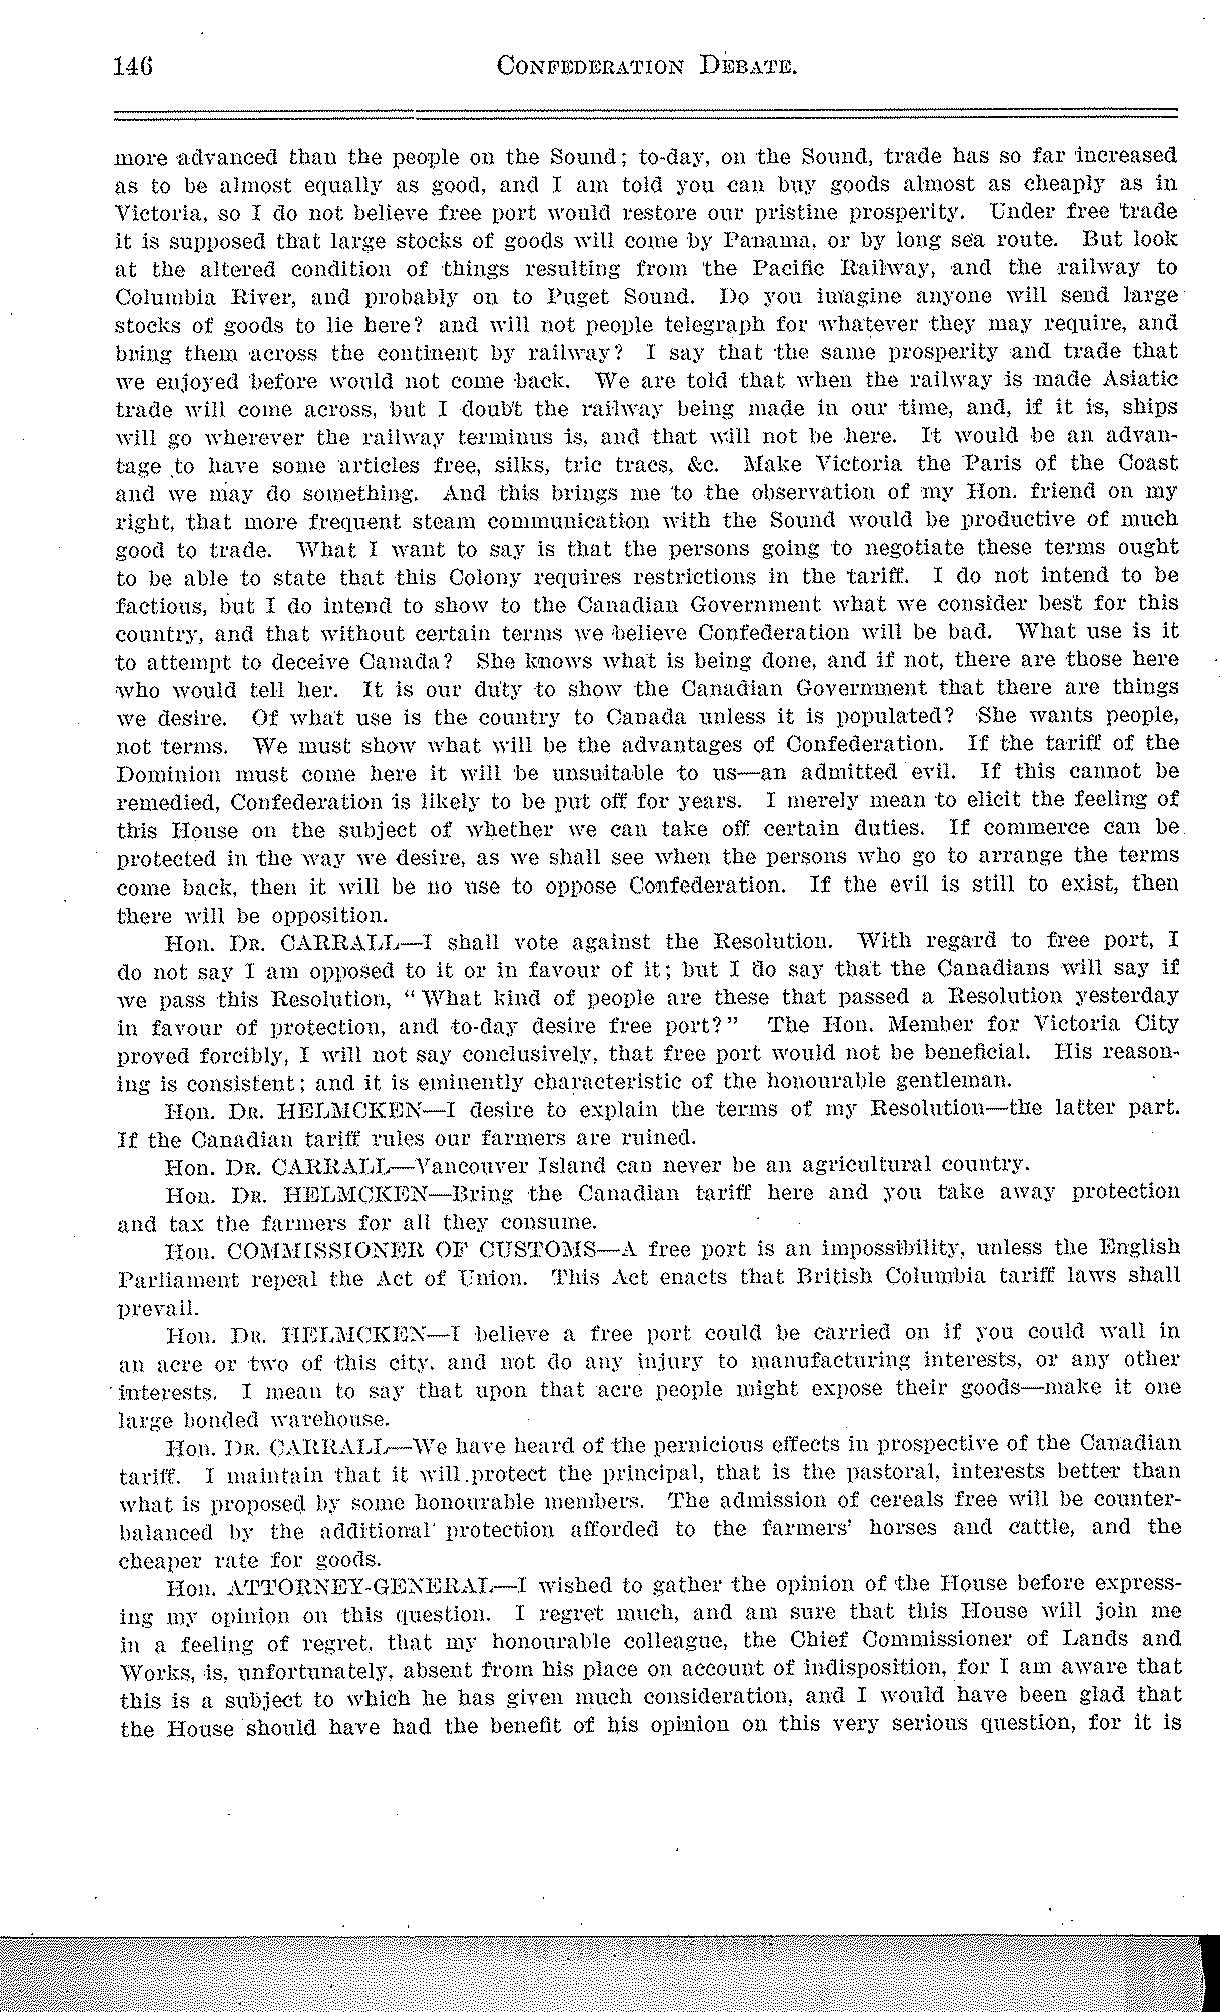 146
CONFEDERATION DEBATE.
more advanced than the people on the Sound; to-day, on the Sound, trade has so far increased
as to be almost equally as good, and I am told you can buy goods almost as cheaply as in
Victoria, so I do not believe free port would restore our pristine prosperity. Under free trade
it is supposed that large stocks of goods will come by Panama, or by long sea route. But look
at the altered condition of things resulting from the Pacific Railway, and the railway to
Columbia River, and probably on to Puget Sound. Do you imagine anyone will send large
stocks of goods to lie here? and will not people telegraph for whatever they may require, and
bring them across the continent by railway? I say that the same prosperity and trade that
we enjoyed before would not come back. We are told that when the railway is made Asiatic
trade will come across, but I doubt the railway being made in our time, and, if it is, ships
will go wherever the railway terminus is, and that will not be here. It would be an advan-
tage to have some articles free, silks, tric tracs, &c. Make Victoria the Paris of the Coast
and we may do something. And this brings me to the observation of my Hon. friend on my
right, that more frequent steam communication with the Sound would be productive of much
good to trade. What I want to say is that the persons going to negotiate these terms ought
to be able to state that this Colony requires restrictions in the tariff. I do not intend to be
factious, but I do intend to show to the Canadian Government what we consider best for this
country, and that without certain terms we believe Confederation will be bad. What use is it
to attempt to deceive Canada? She knows what is being done, and if not, there are those here
who would tell her. It is our duty to show the Canadian Government that there are things
we desire. Of what use is the country to Canada unless it is populated? She wants people,
not terms. We must show what will be the advantages of Confederation. If the tariff of the
Dominion must come here it will be unsuitable to us—an admitted evil. If this cannot be
remedied, Confederation is likely to be put off for years. I merely mean to elicit the feeling of
this House on the subject of whether we can take off certain duties. If commerce can be
protected in the way we desire, as we shall see when the persons who go to arrange the terms
come back, then it will be no use to oppose Confederation. If the evil is still to exist, then
there will be opposition.
Hon. DR. CARRALL—I shall vote against the Resolution. With regard to free port, I
do not say I am opposed to it or in favour of it; but I do say that the Canadians will say if
we pass this Resolution, "What kind of people are these that passed a Resolution yesterday
in favour of protection, and to-day desire free port?" The Hon. Member for Victoria City
proved forcibly, I will not say conclusively, that free port would not be beneficial. His reason-
ing is consistent; and it is eminently characteristic of the honourable gentleman.
Hon. DR. HELMCKEN—I desire to explain the terms of my Resolution—the latter part.
If the Canadian tariff rules our farmers are ruined.
Hon. DR. CARRALL—Vancouver Island can never be an agricultural country.
Hon. DR. HELMCKEN—Bring the Canadian tariff here and you take away protection
and tax the farmers for all they consume.
Hon. COMMISSIONER OF CUSTOMS—A free port is an impossibility, unless the English
Parliament repeal the Act of Union. This Act enacts that British Columbia tariff laws shall
prevail.
Hon. DR. HELMCKEN—I believe a free port could be carried on if you could wall in
an acre or two of this city, and not do any injury to manufacturing interests, or any other
interests. I mean to say that upon that acre people might expose their goods—make it one
large bonded warehouse.
Hon. DR. CARRALL—We have heard of the pernicious effects in prospective of the Canadian
tariff. I maintain that it will protect the principal, that is the pastoral, interests better than
what is proposed by some honourable members. The admission of cereals free will be counter-
balanced by the additional protection afforded to the farmers' horses and cattle, and the
cheaper rate for goods.
Hon. ATTORNEY-GENERAL—I wished to gather the opinion of the House before express-
ing my opinion on this question. I regret much, and am sure that this House will join me
in a feeling of regret, that my honourable colleague, the Chief Commissioner of Lands and
Works, is, unfortunately, absent from his place on account of indisposition, for I am aware that
this is a subject to which he has given much consideration, and I would have been glad that
the House should have had the benefit of his opinion on this very serious question, for it is